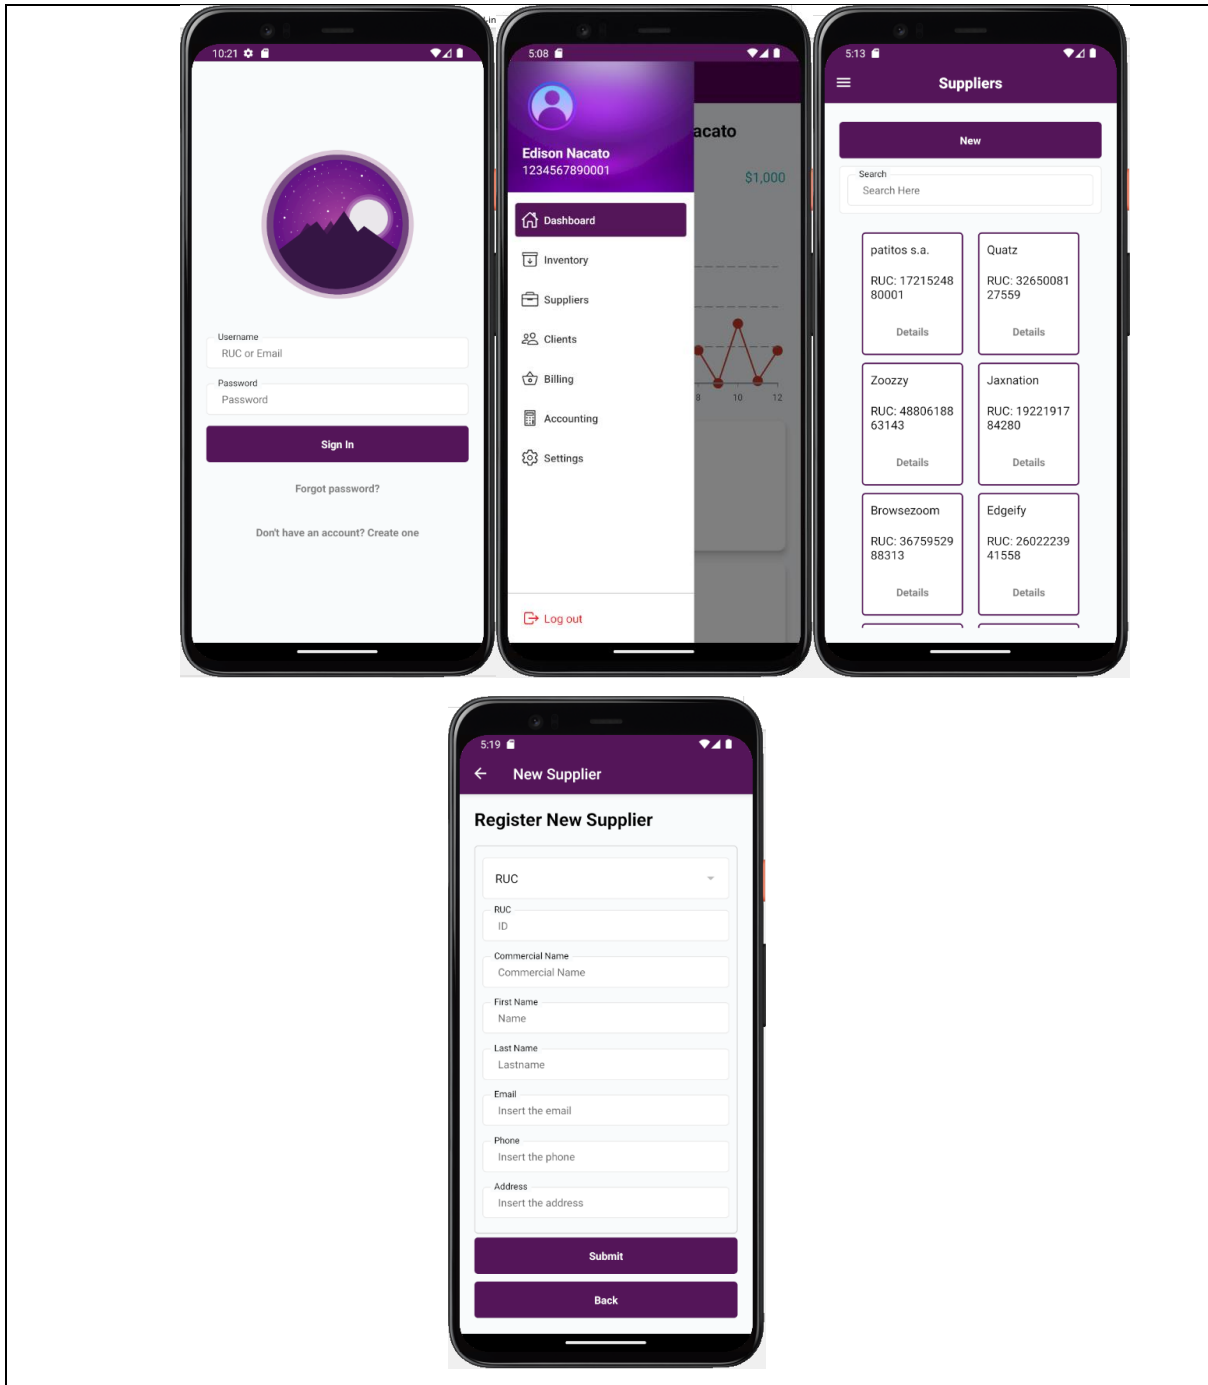 -in
10:21
Username
RUC or Email
Password
Password
Sign In
Forgot password?
Don't have an account? Create one
5:08
Edison Nacato
1234567890001
acato
$1,000
Dashboard
Inventory
Suppliers
Clients
Billing
Accounting
Settings
8 10 12
Log out
5:13
Suppliers
New
Search
Search Here
patitos s.a.
RUC: 17215248
80001
Details
Quatz
RUC: 32650081
27559
Details
Zoozzy
RUC: 48806188
63143
Details
Jaxnation
RUC: 19221917
84280
Details
Browsezoom
RUC: 36759529
88313
Details
Edgeify
RUC: 26022239
41558
Details
5:19
New Supplier
Register New Supplier
RUC
RUC
ID
Commercial Name
Commercial Name
First Name
Name
Last Name
Lastname
Email
Insert the email
Phone
Insert the phone
Address
Insert the address
Submit
Back